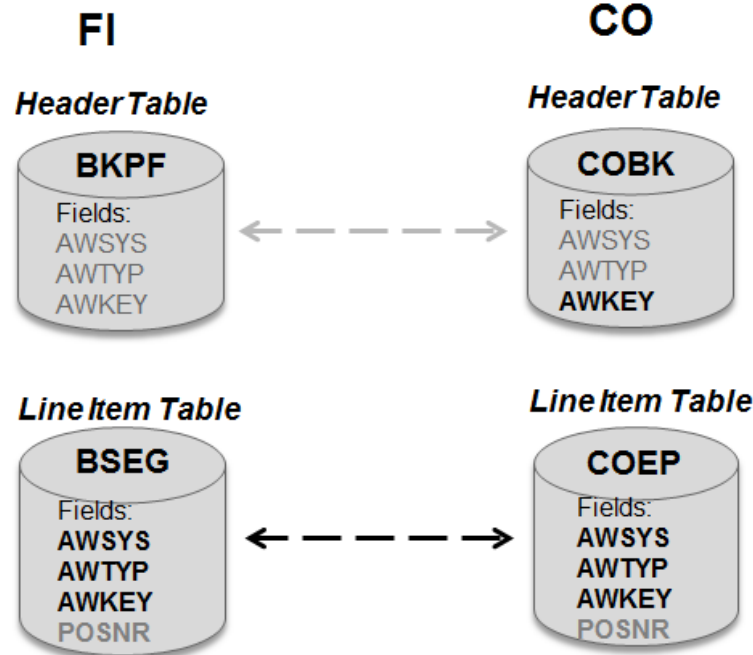 FI
CO
Header Table
Header Table
BKPF
Fields:
AWSYS
AWTYP
AWKEY
COBK
Fields:
AWSYS
AWTYP
AWKEY
Line Item Table
Line Item Table
BSEG
Fields:
AWSYS
AWTYP
AWKEY
POSNR
COEP
Fields:
AWSYS
AWTYP
AWKEY
POSNR